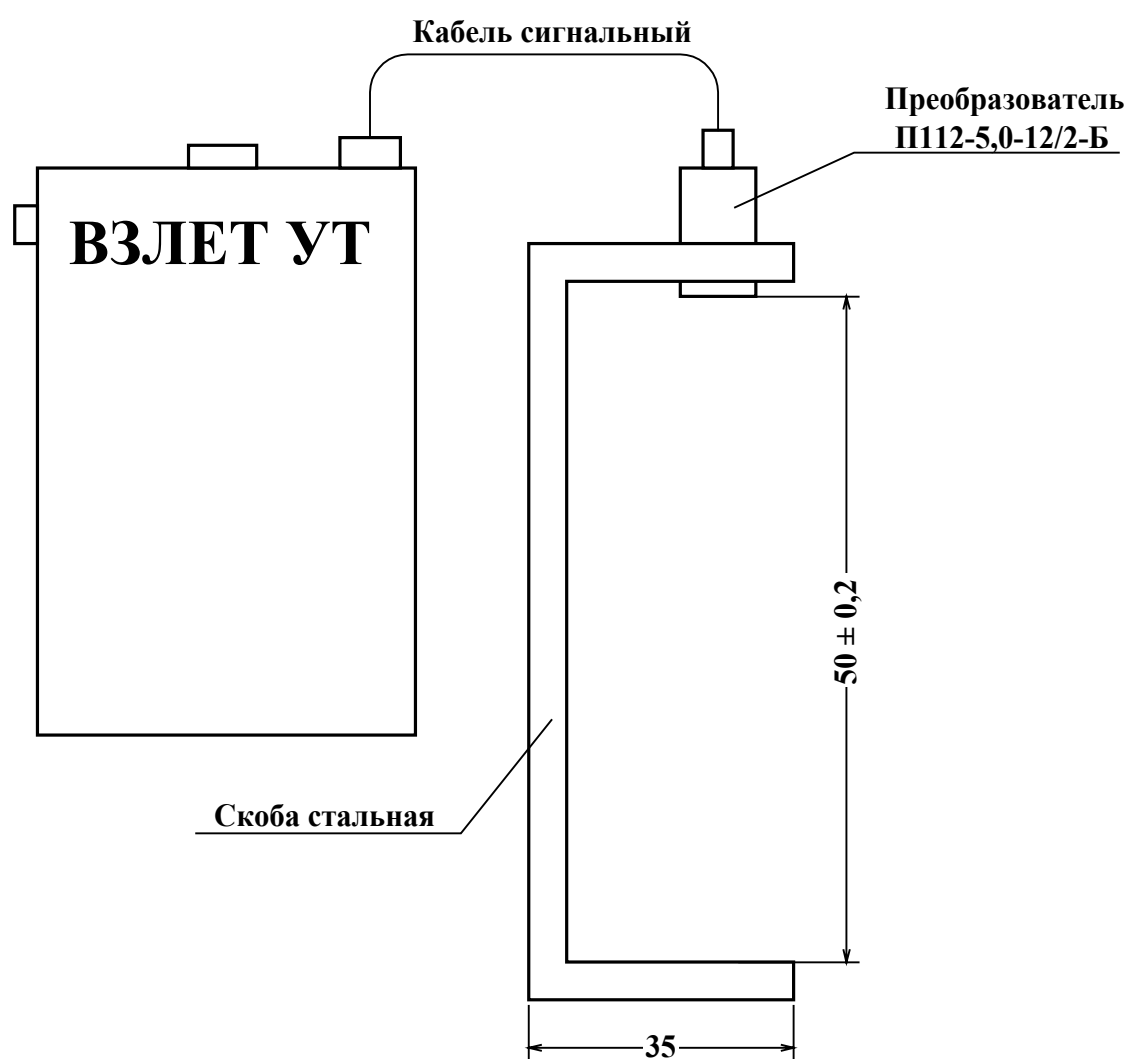 Кабель сигнальный
Преобразователь
П112-5,0-12/2-Б
ВЗЛЕТ УТ
50 ± 0,2
Скоба стальная
35